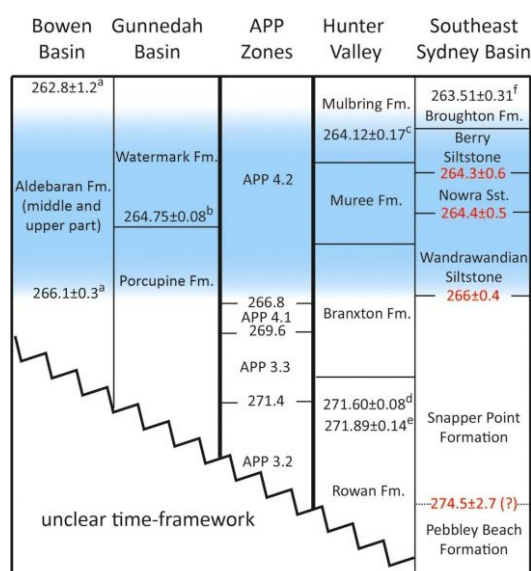 Bowen Basin
Gunnedah Basin
APP Zones
Hunter Valley
Southeast Sydney Basin
262.8±1.2ᵃ
Aldebaran Fm.
(middle and
upper part)
266.1±0.3ᵃ
Watermark Fm.
264.75±0.08ᵇ
Porcupine Fm.
APP 4.2
266.8
APP 4.1
269.6
APP 3.3
271.4
APP 3.2
Mulbring Fm.
264.12±0.17ᶜ
Muree Fm.
Branxton Fm.
271.60±0.08ᵈ
271.89±0.14ᵉ
Rowan Fm.
263.51±0.31ᶠ
Broughton Fm.
Berry
Siltstone
264.3±0.6
Nowra Sst.
264.4±0.5
Wandrawandian
Siltstone
266±0.4
Snapper Point
Formation
274.5±2.7 (?)
Pebbley Beach
Formation
unclear time-framework